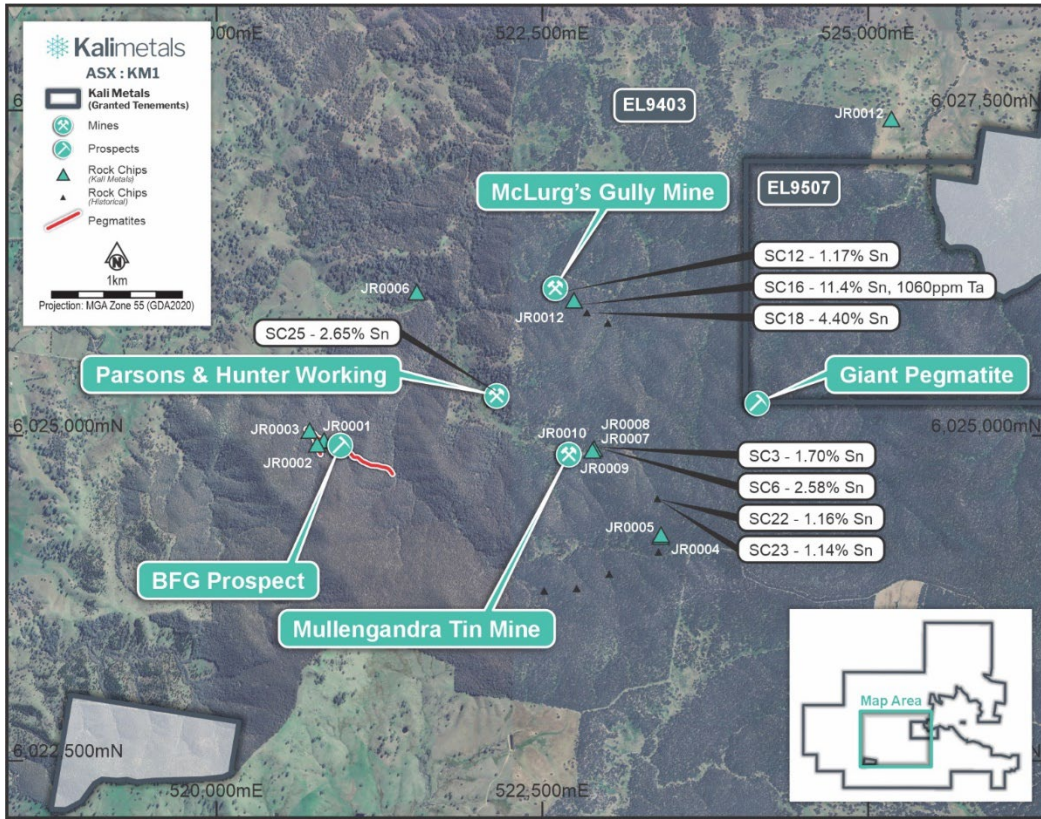 Kalimetals
ASX : KM1
Kali Metals
(Granted Tenements)
Mines
Prospects
Rock Chips
(Kali Metals)
Rock Chips
(Historical)
Pegmatites
N
1km
Projection: MGA Zone 55 (GDA2020)
522,500mE
525,000mE
EL9403
JR0012
6,027,500mN
EL9507
McLurg's Gully Mine
SC12 - 1.17% Sn
SC16 - 11.4% Sn, 1060ppm Ta
SC18 - 4.40% Sn
JR0006
JR0012
SC25 - 2.65% Sn
Parsons & Hunter Working
Giant Pegmatite
6,025,000mN
6,025,000mN
JR0003
JR0001
JR0002
JR0010
JR0008
JR0007
JR0009
SC3 - 1.70% Sn
SC6 - 2.58% Sn
SC22 - 1.16% Sn
SC23 - 1.14% Sn
JR0005
JR0004
BFG Prospect
Mullengandra Tin Mine
Map Area
6,022,500mN
520,000mE
522,500mE